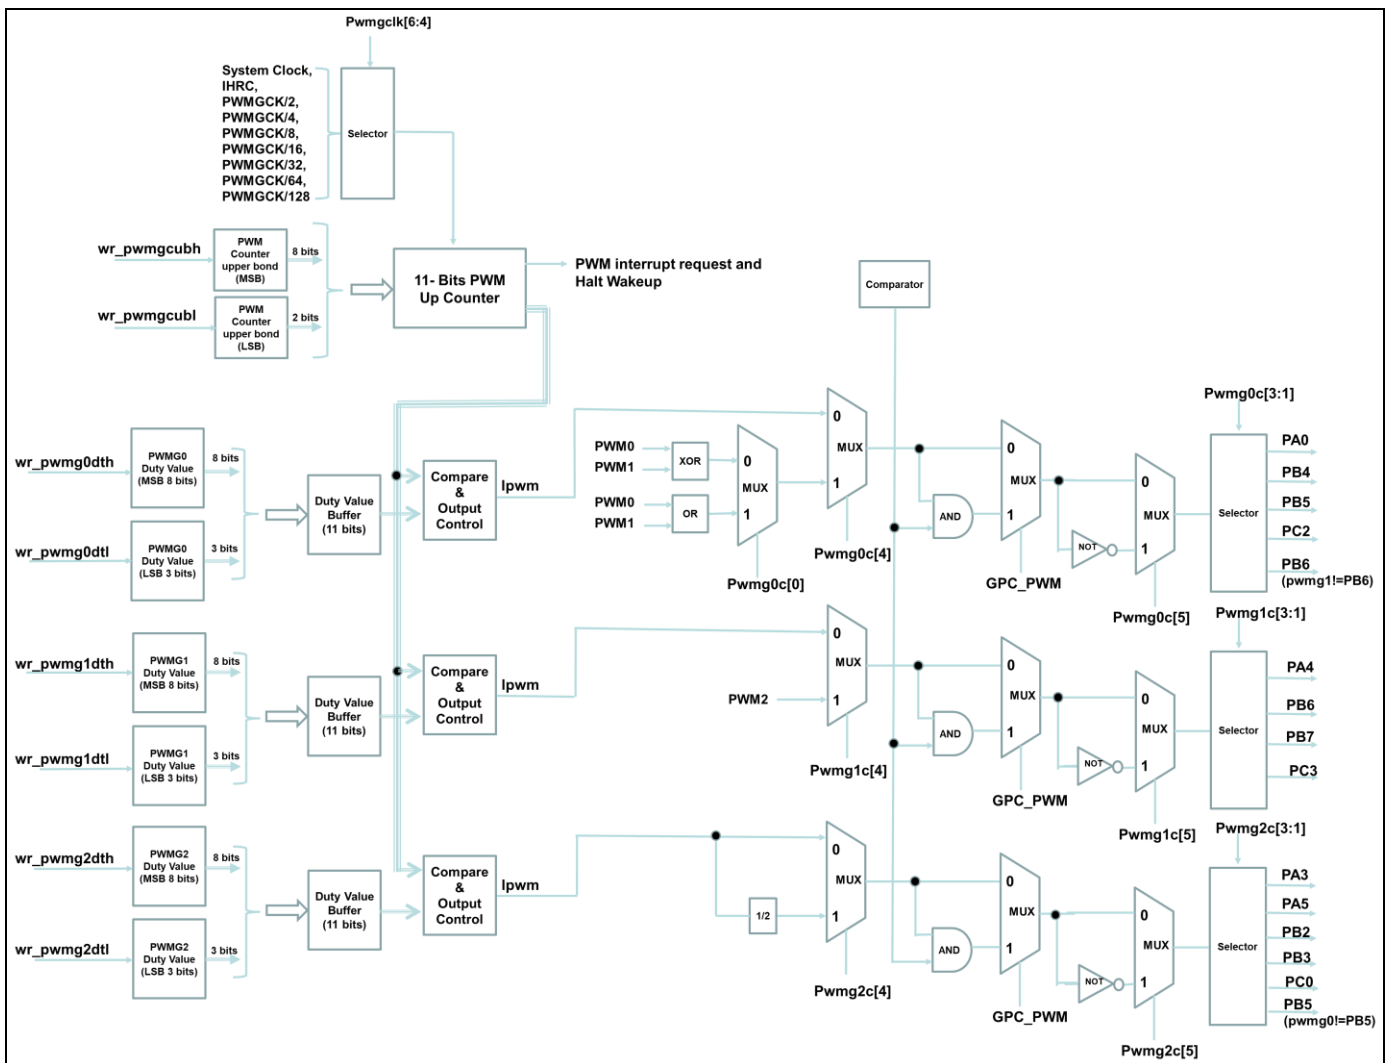 Pwmgclk[6:4]
System Clock,
IHRC,
PWMGCK/2,
PWMGCK/4,
PWMGCK/8,
PWMGCK/16,
PWMGCK/32,
PWMGCK/64,
PWMGCK/128
Selector
wr_pwmgcubh
PWM
Counter
upper bond
(MSB)
8 bits
wr_pwmgcubl
PWM
Counter
upper bond
(LSB)
2 bits
11- Bits PWM
Up Counter
PWM interrupt request and
Halt Wakeup
Comparator
wr_pwmg0dth
PWMG0
Duty Value
(MSB 8 bits)
8 bits
wr_pwmg0dtl
PWMG0
Duty Value
(LSB 3 bits)
3 bits
Duty Value
Buffer
(11 bits)
Compare
&
Output
Control
Ipwm
PWM0
PWM1
XOR
PWM0
PWM1
OR
0
MUX
1
Pwmg0c[0]
0
MUX
1
Pwmg0c[4]
AND
0
MUX
1
GPC_PWM
NOT
0
MUX
1
Pwmg0c[5]
Pwmg0c[3:1]
Selector
PA0
PB4
PB5
PC2
PB6
(pwmg1!=PB6)
wr_pwmg1dth
PWMG1
Duty Value
(MSB 8 bits)
8 bits
wr_pwmg1dtl
PWMG1
Duty Value
(LSB 3 bits)
3 bits
Duty Value
Buffer
(11 bits)
Compare
&
Output
Control
Ipwm
PWM2
0
MUX
1
Pwmg1c[4]
AND
0
MUX
1
GPC_PWM
NOT
0
MUX
1
Pwmg1c[5]
Pwmg1c[3:1]
Selector
PA4
PB6
PB7
PC3
wr_pwmg2dth
PWMG2
Duty Value
(MSB 8 bits)
8 bits
wr_pwmg2dtl
PWMG2
Duty Value
(LSB 3 bits)
3 bits
Duty Value
Buffer
(11 bits)
Compare
&
Output
Control
Ipwm
1/2
0
MUX
1
Pwmg2c[4]
AND
0
MUX
1
GPC_PWM
NOT
0
MUX
1
Pwmg2c[5]
Pwmg2c[3:1]
Selector
PA3
PA5
PB2
PB3
PC0
PB5
(pwmg0!=PB5)